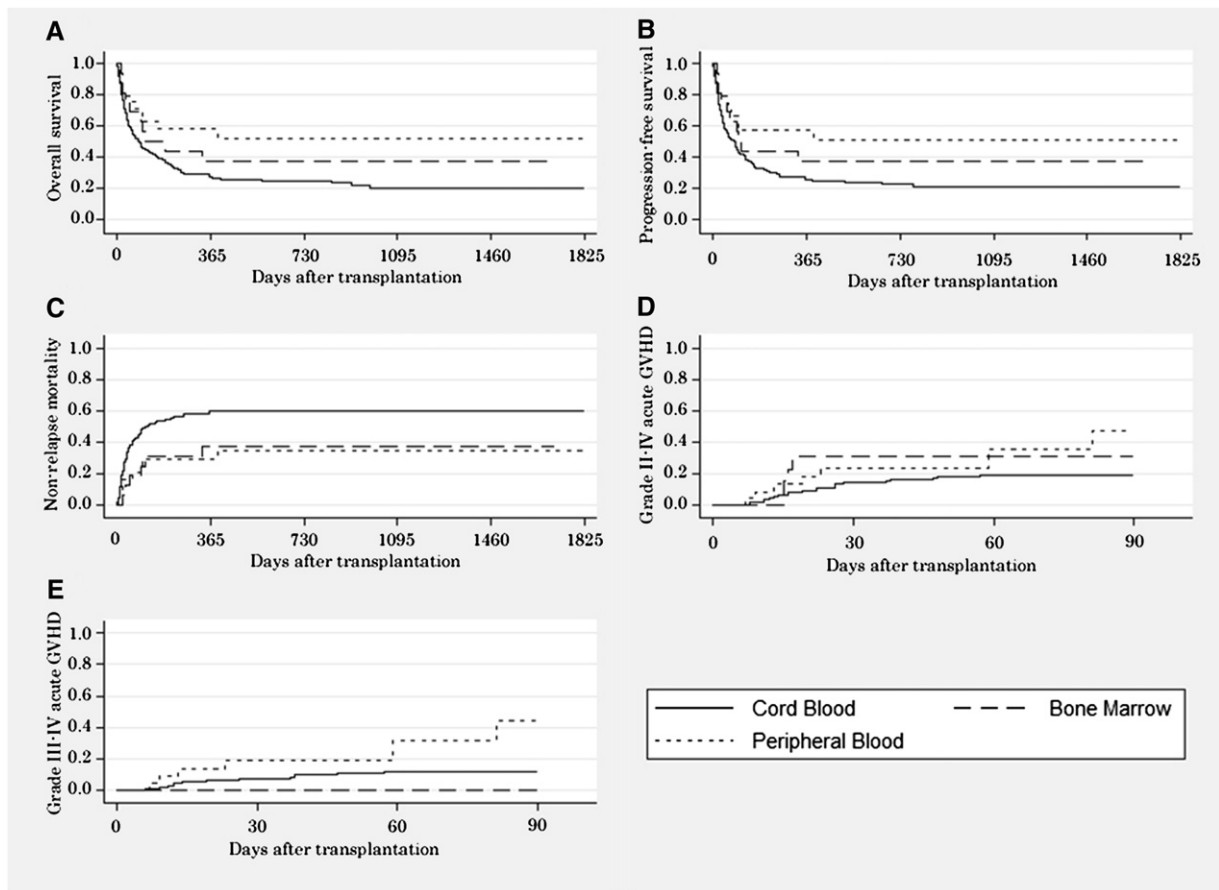 A
Overall survival
1.0
0.8
0.6
0.4
0.2
0.0
0 365 730 1095 1460 1825
Days after transplantation
B
Progression·free survival
1.0
0.8
0.6
0.4
0.2
0.0
0 365 730 1095 1460 1825
Days after transplantation
C
Non·relapse mortality
1.0
0.8
0.6
0.4
0.2
0.0
0 365 730 1095 1460 1825
Days after transplantation
D
Grade II·IV acute GVHD
1.0
0.8
0.6
0.4
0.2
0.0
0 30 60 90
Days after transplantation
E
Grade III·IV acute GVHD
1.0
0.8
0.6
0.4
0.2
0.0
0 30 60 90
Days after transplantation
Cord Blood Bone Marrow
Peripheral Blood